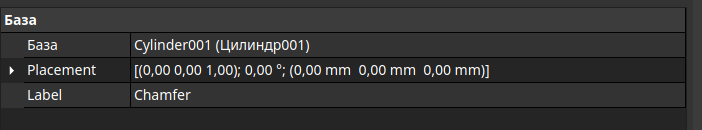 База
База Cylinder001 (Цилиндр001)
Placement [(0,00 0,00 1,00); 0,00 °; (0,00 mm  0,00 mm  0,00 mm)]
Label Chamfer